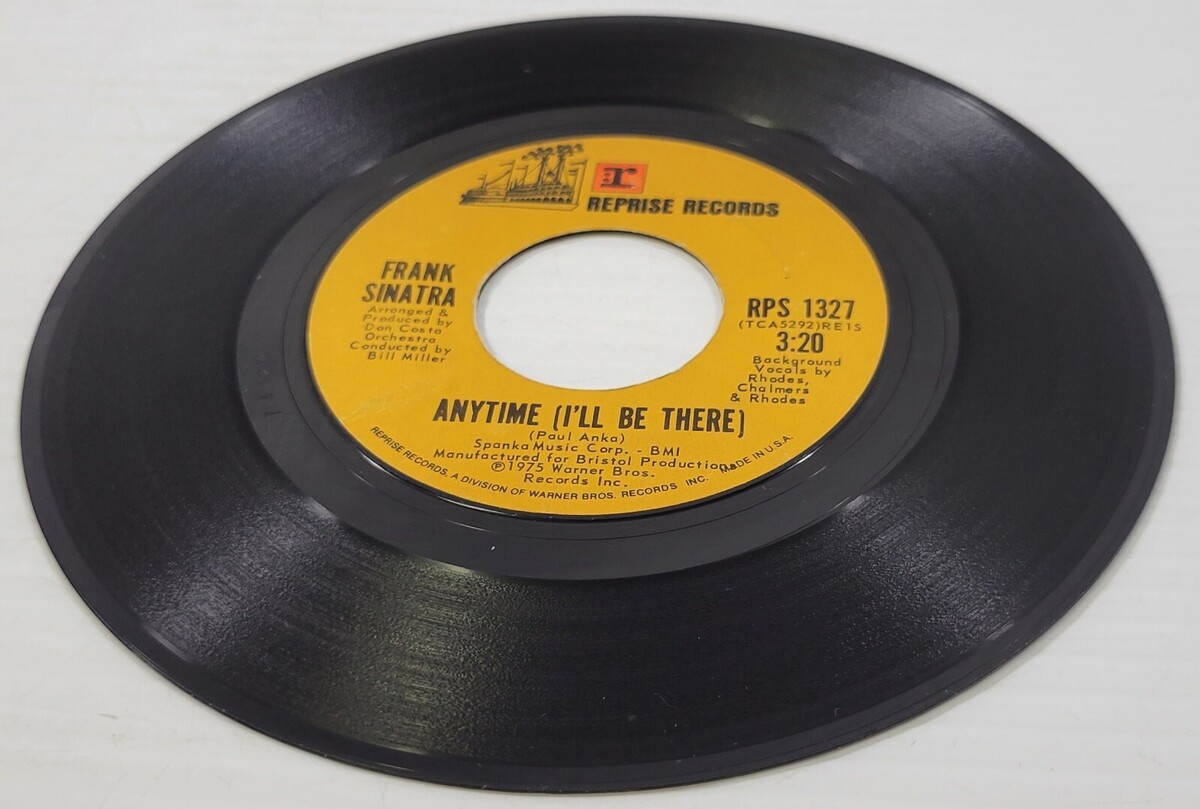 r
REPRISE RECORDS
FRANK
SINATRA
Arranged &
Produced by
Don Costa
Orchestra
Conducted by
Bill Miller
RPS 1327
(TCA5292)RE1S
3:20
Background
Vocals by
Rhodes,
Chalmers
& Rhodes
ANYTIME (I'LL BE THERE)
(Paul Anka)
Spanka Music Corp. - BMI
Manufactured for Bristol Productions
℗1975 Warner Bros.
Records Inc.
REPRISE RECORDS, A DIVISION OF WARNER BROS. RECORDS INC. MADE IN U.S.A.